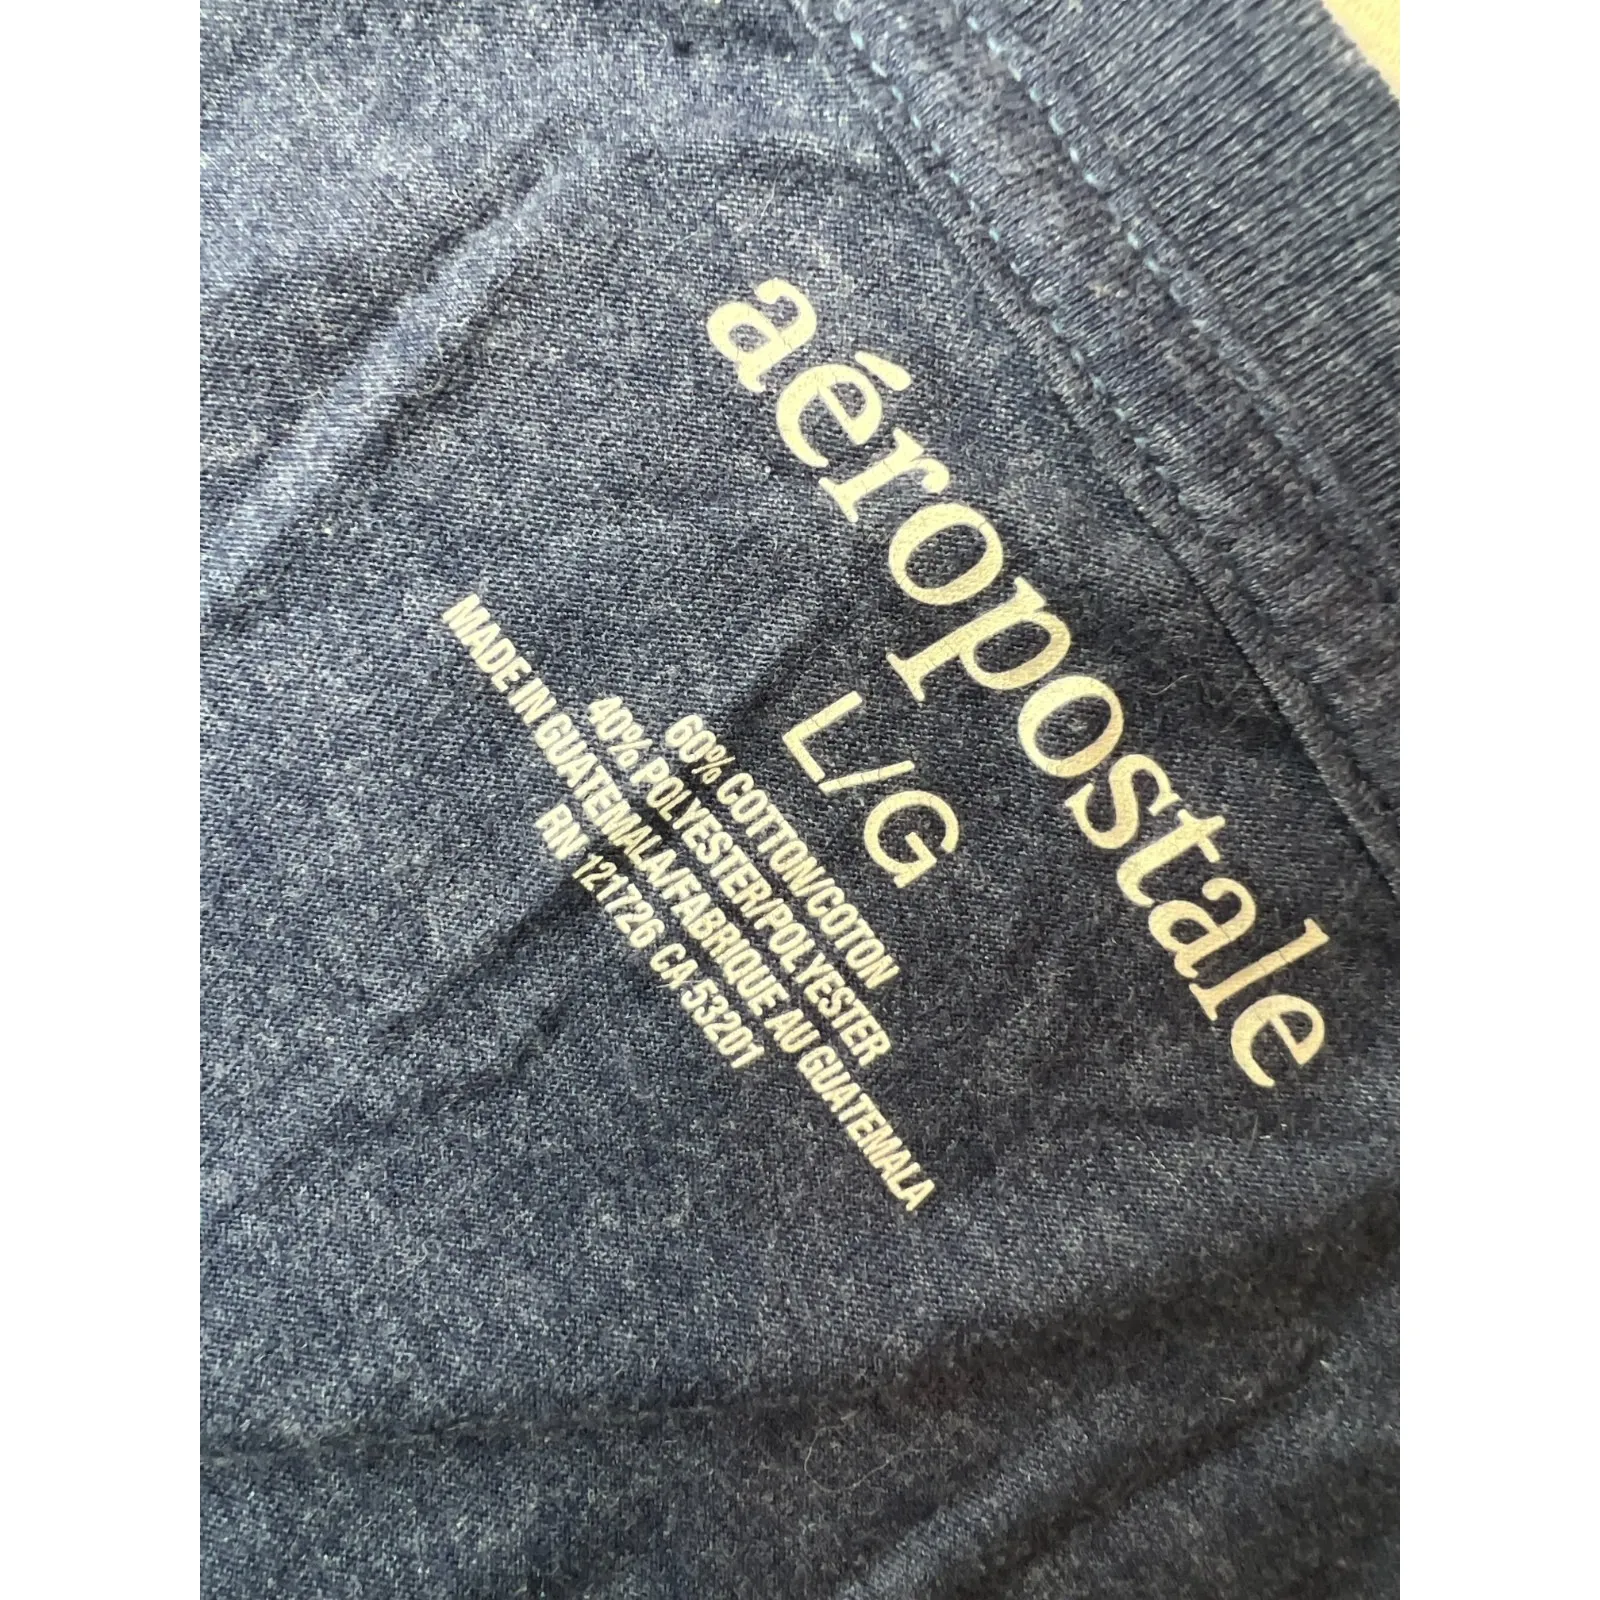 aéropostale
L/G
60% COTTON/COTON
40% POLYESTER/POLYESTER
MADE IN GUATEMALA/FABRIQUE AU GUATEMALA
RN 121726 CA 53201